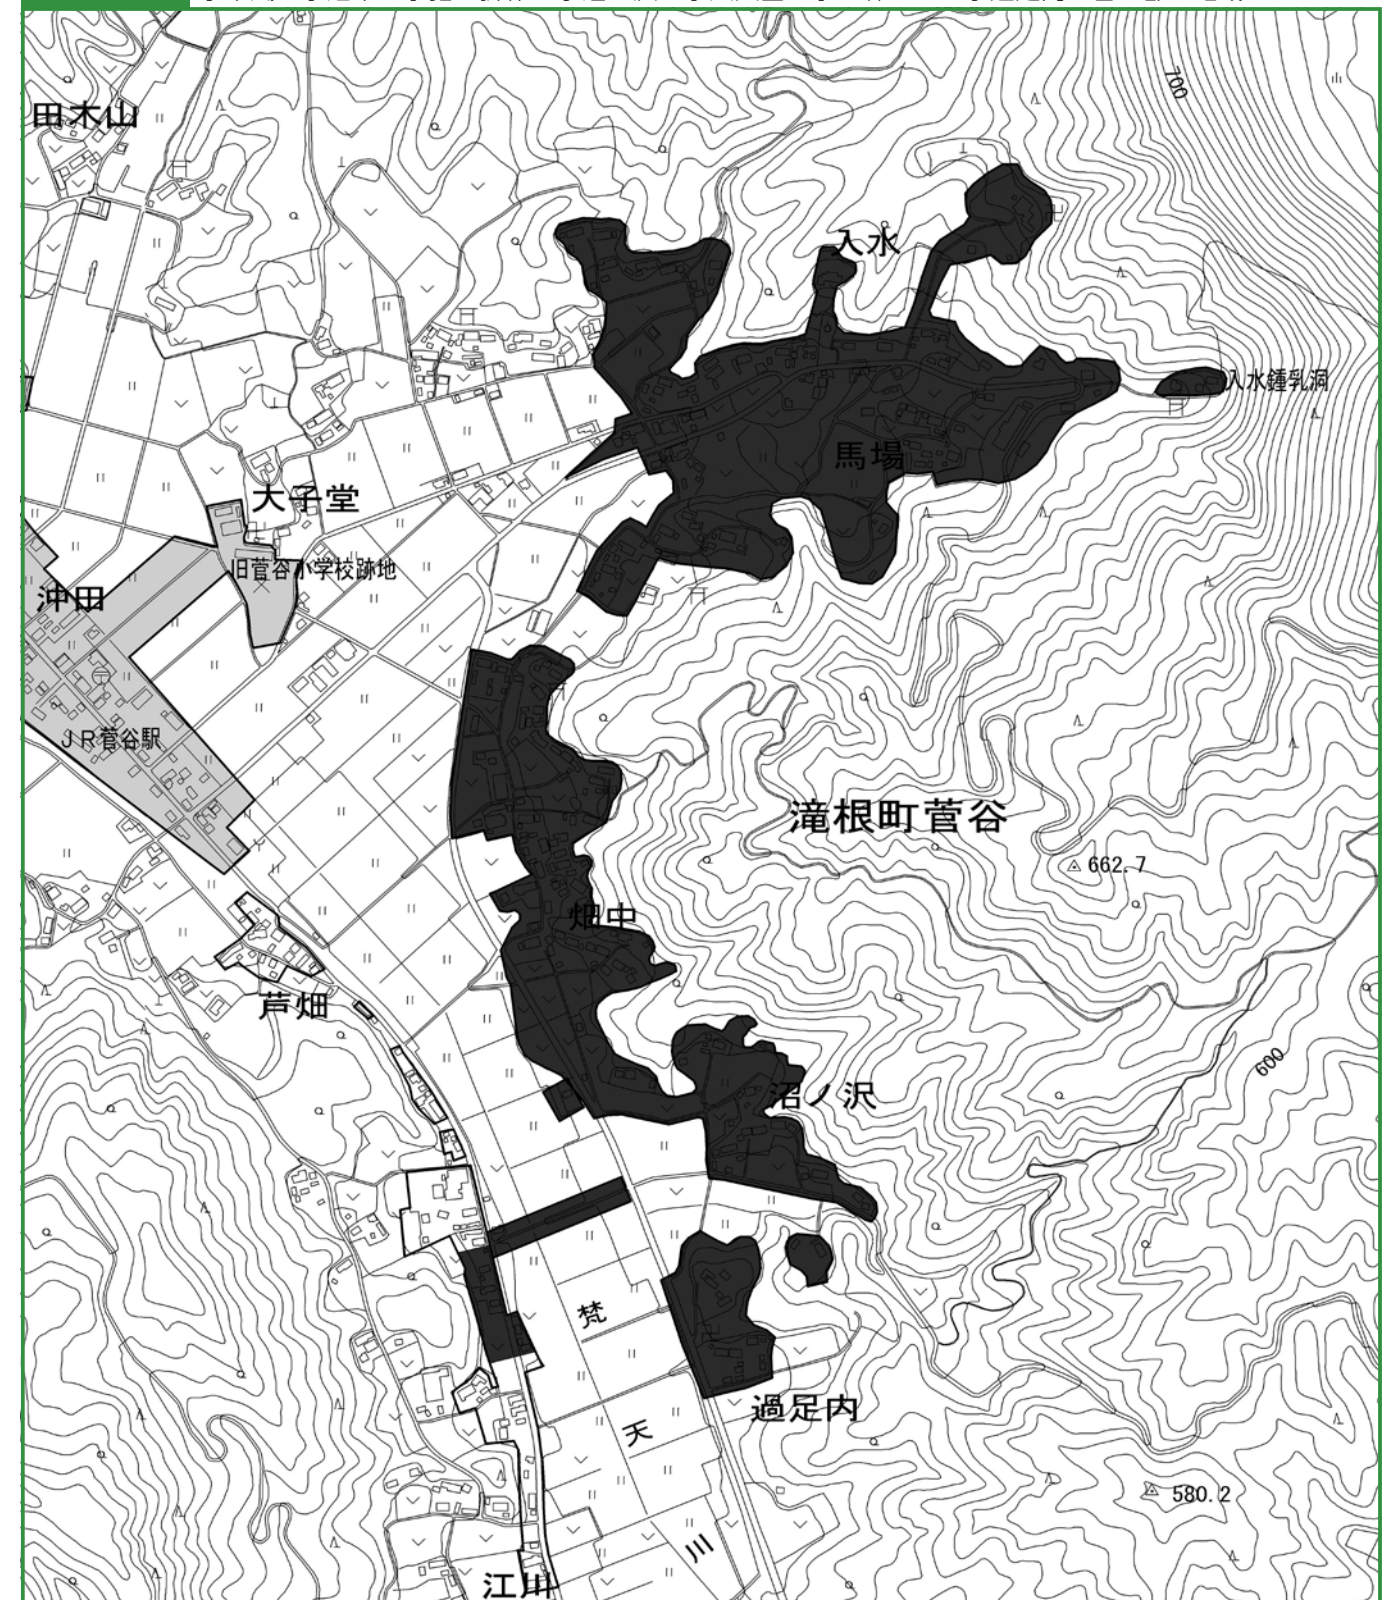 700
田木山
入水
入水鍾乳洞
馬場
大子堂
旧菅谷小学校跡地
沖田
JR菅谷駅
滝根町菅谷
662.7
畑中
芦畑
600
沼ノ沢
梵
天
川
過足内
580.2
江川